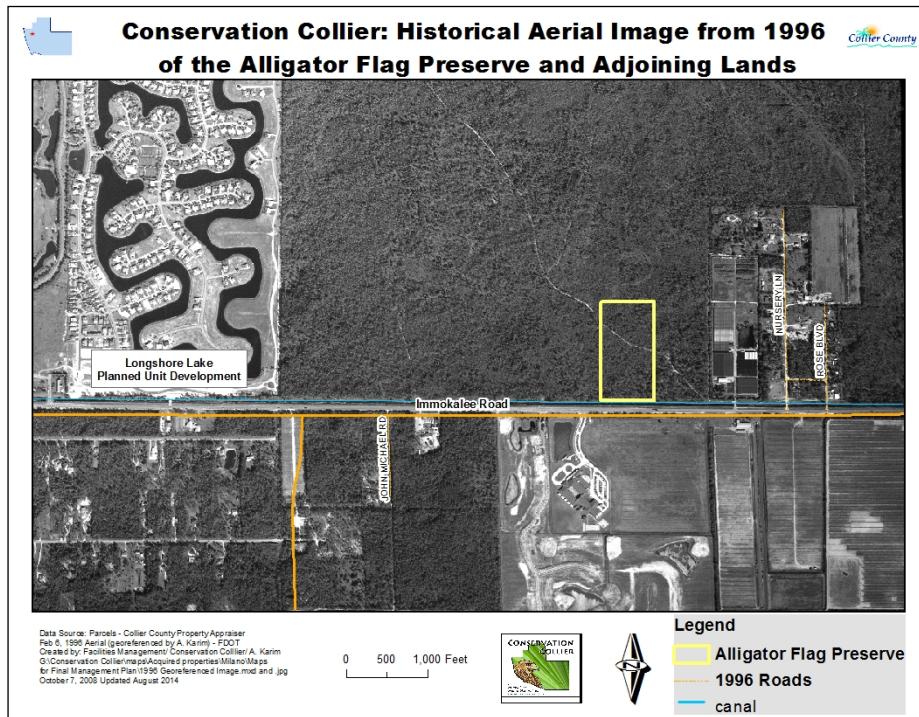 Conservation Collier: Historical Aerial Image from 1996
of the Alligator Flag Preserve and Adjoining Lands
Collier County
NURSERY LN
ROSE BLVD
Longshore Lake
Planned Unit Development
Immokalee Road
JOHN MICHAEL RD
Data Source: Parcels - Collier County Property Appraiser
Feb 6, 1996 Aerial (georeferenced by A. Karim) - FDOT
Created by: Facilities Management/ Conservation Colllier/ A. Karim
G:\Conservation Collier\maps\Acquired properties\Milano\Maps
for Final Management Plan\1996 Georeferenced Image.mxd and .jpg
October 7, 2008 Updated August 2014
0 500 1,000 Feet
CONSERVATION
COLLIER
N
Legend
Alligator Flag Preserve
1996 Roads
canal